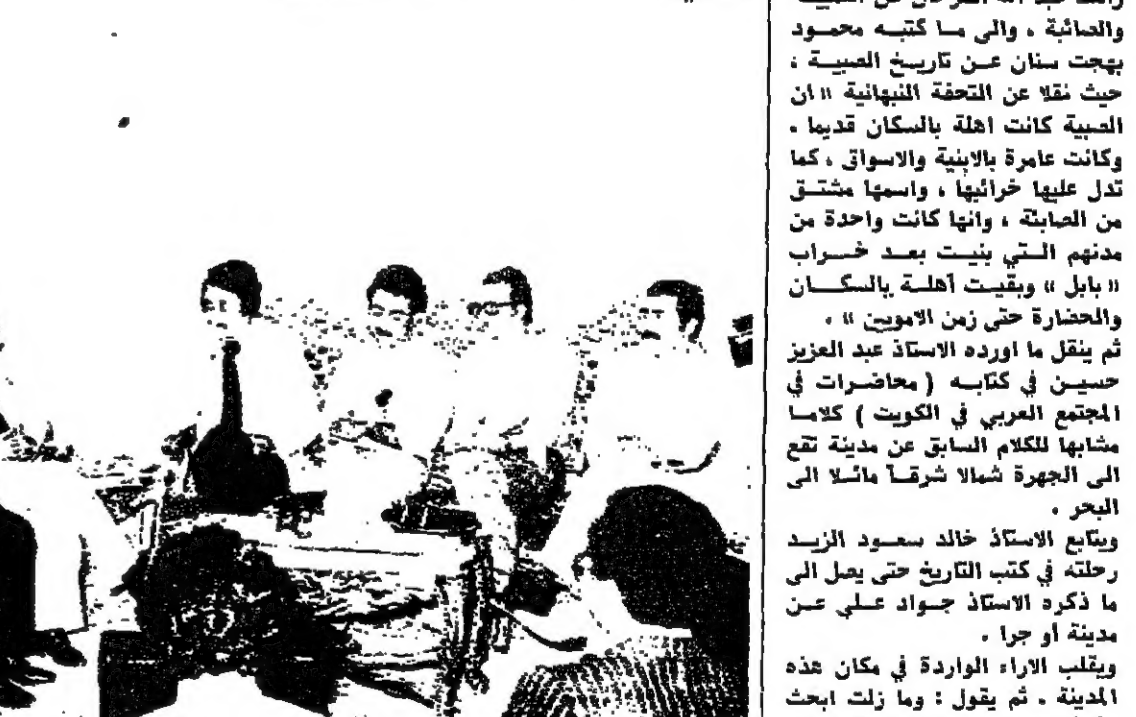 والصائبة ، والى مـا كتبـه محمـود
بهجت سنان عـن تاريـخ الصبيـة ،
حيث نقلا عن التحفة النبهانية « ان
الصبية كانت اهلة بالسكان قديما .
وكانت عامرة بالابنية والاسواق ، كما
تدل عليها خرائبها ، واسمها مشتـق
من الصابئة ، وانها كانت واحدة من
مدنهم الـتي بنيـت بعـد خـراب
« بابل » وبقيـت آهلـة بالسكــان
والحضارة حتى زمن الامويين » .
ثم ينقل ما اورده الاستاذ عبد العزيز
حسيـن في كتابـه ( محاضـرات في
المجتمع العربي في الكويت ) كلامـا
مشابها للكلام السابق عن مدينة تقع
الى الجهرة شمالا شرقـاً مائـلا الى
البحر .
ويتابع الاستاذ خالد سعـود الزيـد
رحلته في كتب التاريخ حتى يصل الى
ما ذكره الاستاذ جـواد عـلي عـن
مدينة أو جرا .
ويقلب الاراء الواردة في مكان هذه
المدينة . ثم يقول : وما زلت ابحث